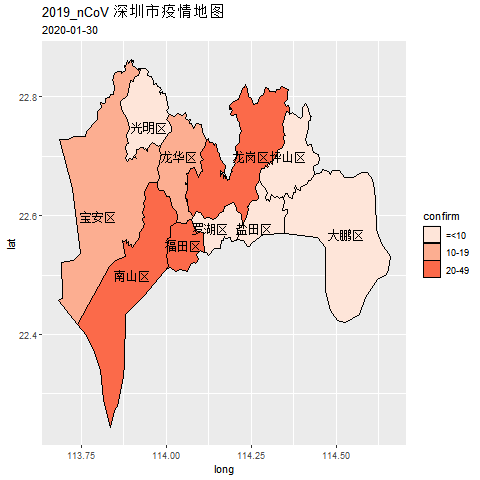 2019_nCoV 深圳市疫情地图
2020-01-30
22.8
22.6
22.4
lat
光明区
龙华区
龙岗区
坪山区
宝安区
罗湖区
盐田区
大鹏区
福田区
南山区
confirm
=<10
10-19
20-49
113.75
114.00
114.25
114.50
long